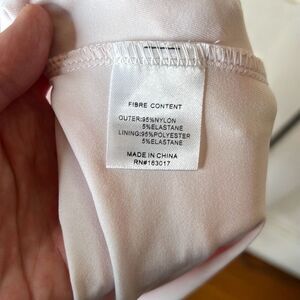 FIBRE CONTENT
OUTER:95%NYLON
5%ELASTANE
LINING:95%POLYESTER
5%ELASTANE
MADE IN CHINA
RN#163017